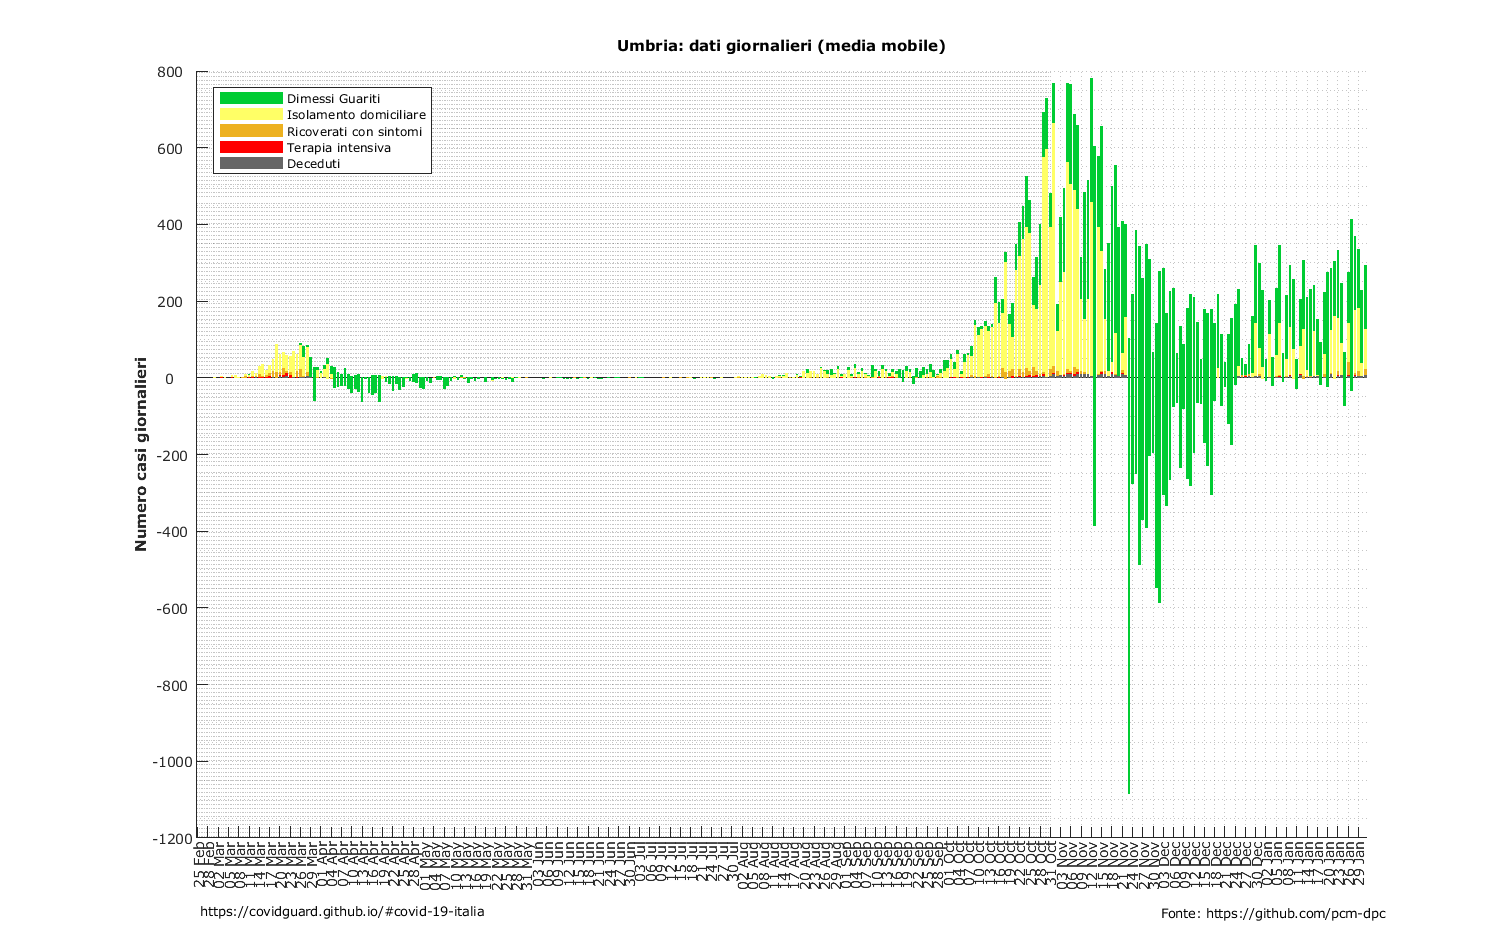 Umbria: dati giornalieri (media mobile)
800
600
400
200
0
-200
-400
-600
-800
-1000
-1200
Numero casi giornalieri
Dimessi Guariti
Isolamento domiciliare
Ricoverati con sintomi
Terapia intensiva
Deceduti
25 Feb
28 Feb
02 Mar
05 Mar
08 Mar
11 Mar
14 Mar
17 Mar
20 Mar
23 Mar
26 Mar
29 Mar
01 Apr
04 Apr
07 Apr
10 Apr
13 Apr
16 Apr
19 Apr
22 Apr
25 Apr
28 Apr
01 May
04 May
07 May
10 May
13 May
16 May
19 May
22 May
25 May
28 May
31 May
03 Jun
06 Jun
09 Jun
12 Jun
15 Jun
18 Jun
21 Jun
24 Jun
27 Jun
30 Jun
03 Jul
06 Jul
09 Jul
12 Jul
15 Jul
18 Jul
21 Jul
24 Jul
27 Jul
30 Jul
02 Aug
05 Aug
08 Aug
11 Aug
14 Aug
17 Aug
20 Aug
23 Aug
26 Aug
29 Aug
01 Sep
04 Sep
07 Sep
10 Sep
13 Sep
16 Sep
19 Sep
22 Sep
25 Sep
28 Sep
01 Oct
04 Oct
07 Oct
10 Oct
13 Oct
16 Oct
19 Oct
22 Oct
25 Oct
28 Oct
31 Oct
03 Nov
06 Nov
09 Nov
12 Nov
15 Nov
18 Nov
21 Nov
24 Nov
27 Nov
30 Nov
03 Dec
06 Dec
09 Dec
12 Dec
15 Dec
18 Dec
21 Dec
24 Dec
27 Dec
30 Dec
02 Jan
05 Jan
08 Jan
11 Jan
14 Jan
17 Jan
20 Jan
23 Jan
26 Jan
29 Jan
https://covidguard.github.io/#covid-19-italia
Fonte: https://github.com/pcm-dpc